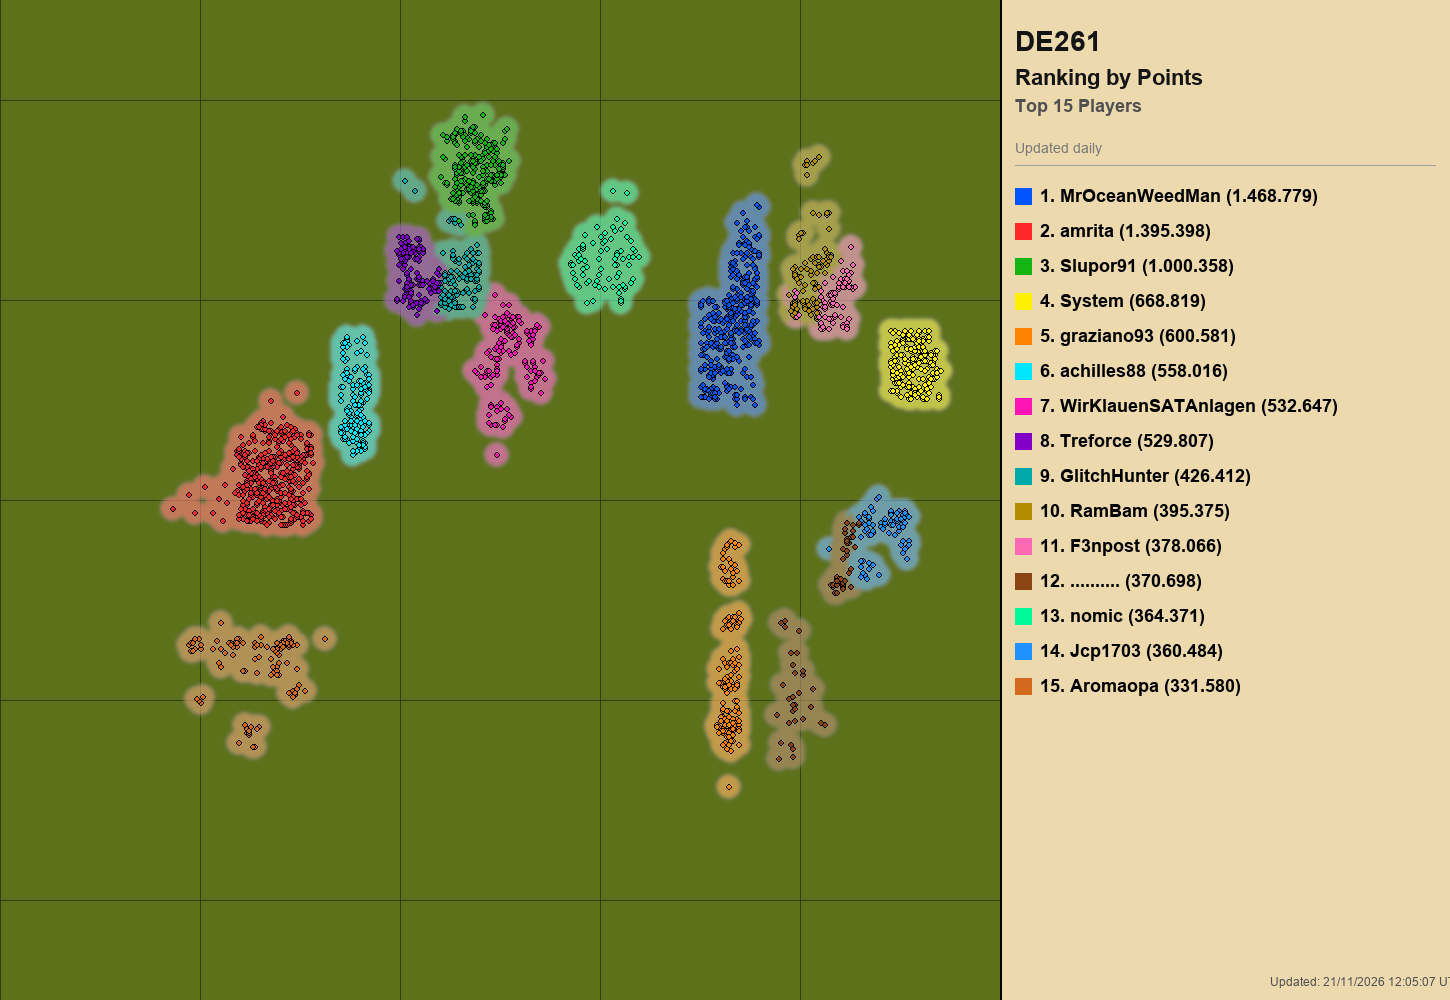 DE261
Ranking by Points
Top 15 Players
Updated daily
1. MrOceanWeedMan (1.468.779)
2. amrita (1.395.398)
3. Slupor91 (1.000.358)
4. System (668.819)
5. graziano93 (600.581)
6. achilles88 (558.016)
7. WirKlauenSATAnlagen (532.647)
8. Treforce (529.807)
9. GlitchHunter (426.412)
10. RamBam (395.375)
11. F3npost (378.066)
12. .......... (370.698)
13. nomic (364.371)
14. Jcp1703 (360.484)
15. Aromaopa (331.580)
Updated: 21/11/2026 12:05:07